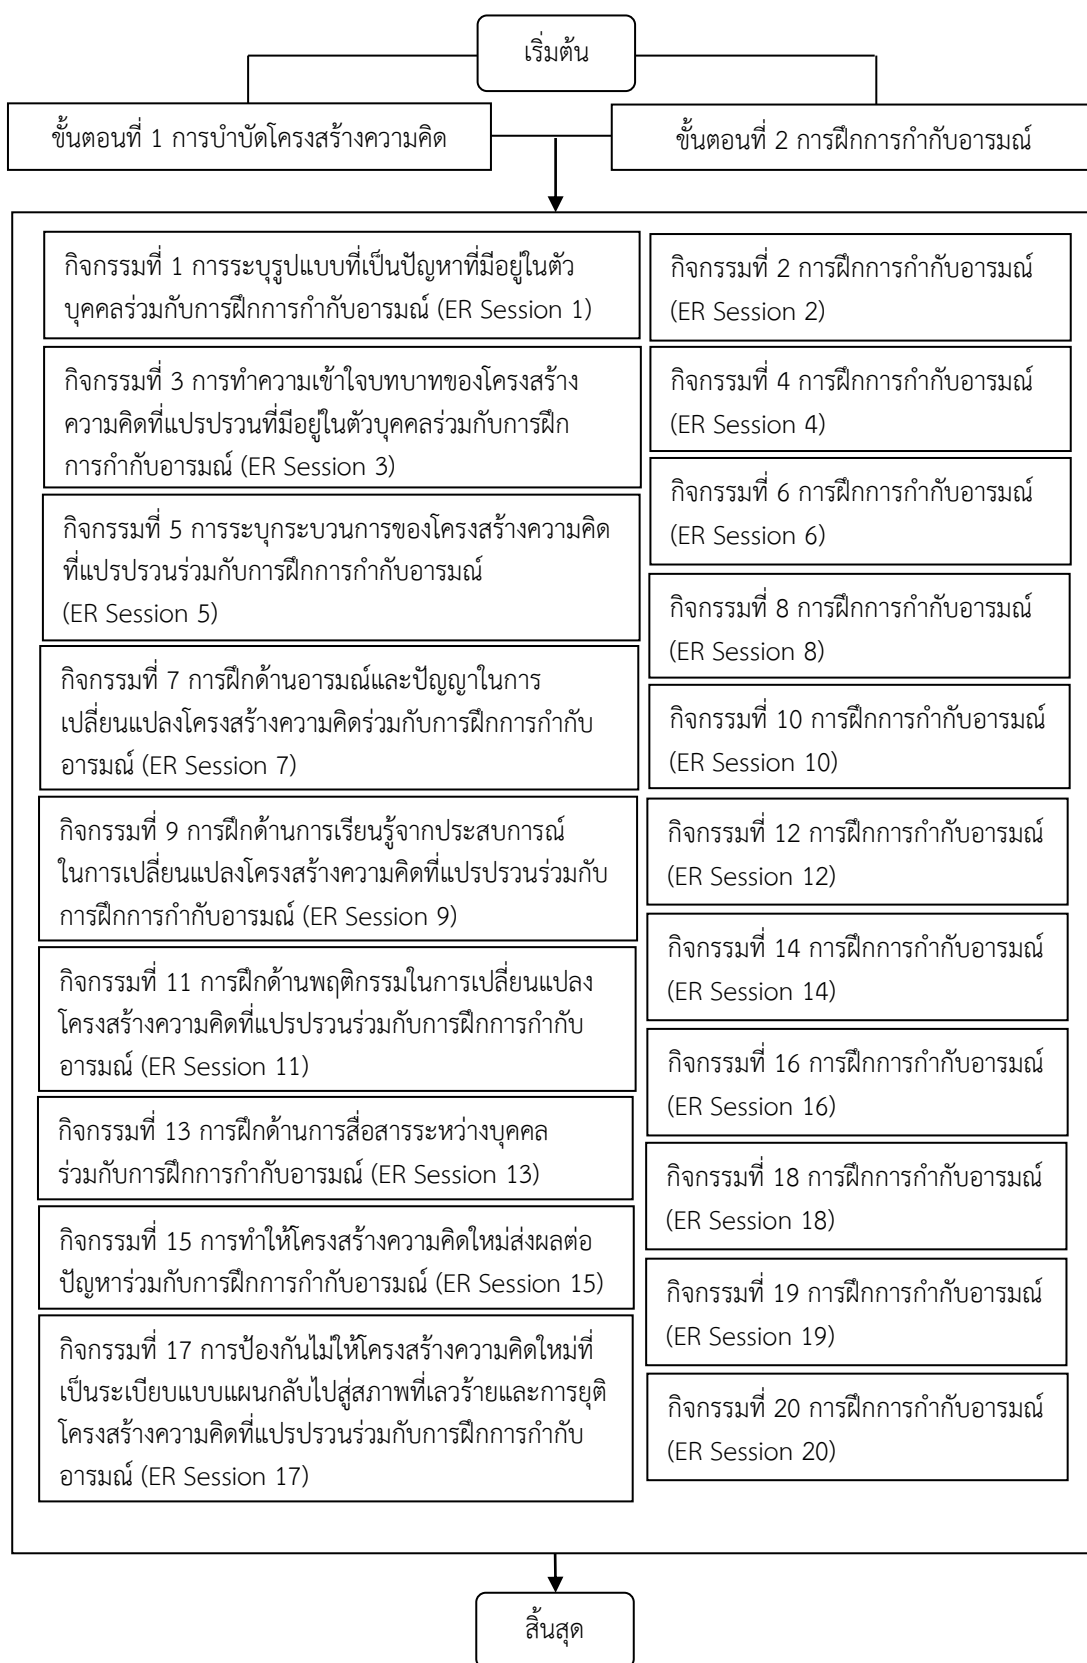 เริ่มต้น
ขั้นตอนที่ 1 การบำบัดโครงสร้างความคิด
ขั้นตอนที่ 2 การฝึกการกำกับอารมณ์
กิจกรรมที่ 1 การระบุรูปแบบที่เป็นปัญหาที่มีอยู่ในตัว
บุคคลร่วมกับการฝึกการกำกับอารมณ์ (ER Session 1)
กิจกรรมที่ 2 การฝึกการกำกับอารมณ์
(ER Session 2)
กิจกรรมที่ 3 การทำความเข้าใจบทบาทของโครงสร้าง
ความคิดที่แปรปรวนที่มีอยู่ในตัวบุคคลร่วมกับการฝึก
การกำกับอารมณ์ (ER Session 3)
กิจกรรมที่ 4 การฝึกการกำกับอารมณ์
(ER Session 4)
กิจกรรมที่ 5 การระบุกระบวนการของโครงสร้างความคิด
ที่แปรปรวนร่วมกับการฝึกการกำกับอารมณ์
(ER Session 5)
กิจกรรมที่ 6 การฝึกการกำกับอารมณ์
(ER Session 6)
กิจกรรมที่ 7 การฝึกด้านอารมณ์และปัญญาในการ
เปลี่ยนแปลงโครงสร้างความคิดร่วมกับการฝึกการกำกับ
อารมณ์ (ER Session 7)
กิจกรรมที่ 8 การฝึกการกำกับอารมณ์
(ER Session 8)
กิจกรรมที่ 9 การฝึกด้านการเรียนรู้จากประสบการณ์
ในการเปลี่ยนแปลงโครงสร้างความคิดที่แปรปรวนร่วมกับ
การฝึกการกำกับอารมณ์ (ER Session 9)
กิจกรรมที่ 10 การฝึกการกำกับอารมณ์
(ER Session 10)
กิจกรรมที่ 11 การฝึกด้านพฤติกรรมในการเปลี่ยนแปลง
โครงสร้างความคิดที่แปรปรวนร่วมกับการฝึกการกำกับ
อารมณ์ (ER Session 11)
กิจกรรมที่ 12 การฝึกการกำกับอารมณ์
(ER Session 12)
กิจกรรมที่ 13 การฝึกด้านการสื่อสารระหว่างบุคคล
ร่วมกับการฝึกการกำกับอารมณ์ (ER Session 13)
กิจกรรมที่ 14 การฝึกการกำกับอารมณ์
(ER Session 14)
กิจกรรมที่ 15 การทำให้โครงสร้างความคิดใหม่ส่งผลต่อ
ปัญหาร่วมกับการฝึกการกำกับอารมณ์ (ER Session 15)
กิจกรรมที่ 16 การฝึกการกำกับอารมณ์
(ER Session 16)
กิจกรรมที่ 17 การป้องกันไม่ให้โครงสร้างความคิดใหม่ที่
เป็นระเบียบแบบแผนกลับไปสู่สภาพที่เลวร้ายและการยุติ
โครงสร้างความคิดที่แปรปรวนร่วมกับการฝึกการกำกับ
อารมณ์ (ER Session 17)
กิจกรรมที่ 18 การฝึกการกำกับอารมณ์
(ER Session 18)
กิจกรรมที่ 19 การฝึกการกำกับอารมณ์
(ER Session 19)
กิจกรรมที่ 20 การฝึกการกำกับอารมณ์
(ER Session 20)
สิ้นสุด